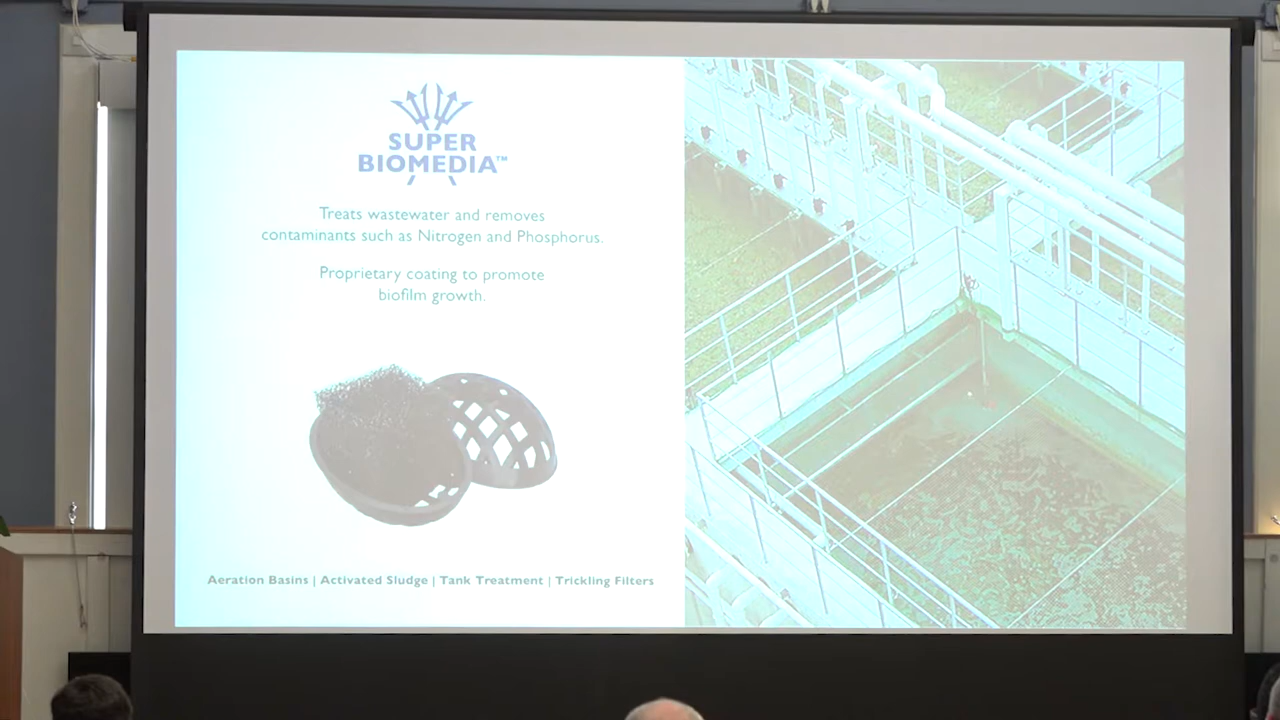 SUPER
BIOMEDIA™
Treats wastewater and removes
contaminants such as Nitrogen and Phosphorus.
Proprietary coating to promote
biofilm growth.
Aeration Basins | Activated Sludge | Tank Treatment | Trickling Filters